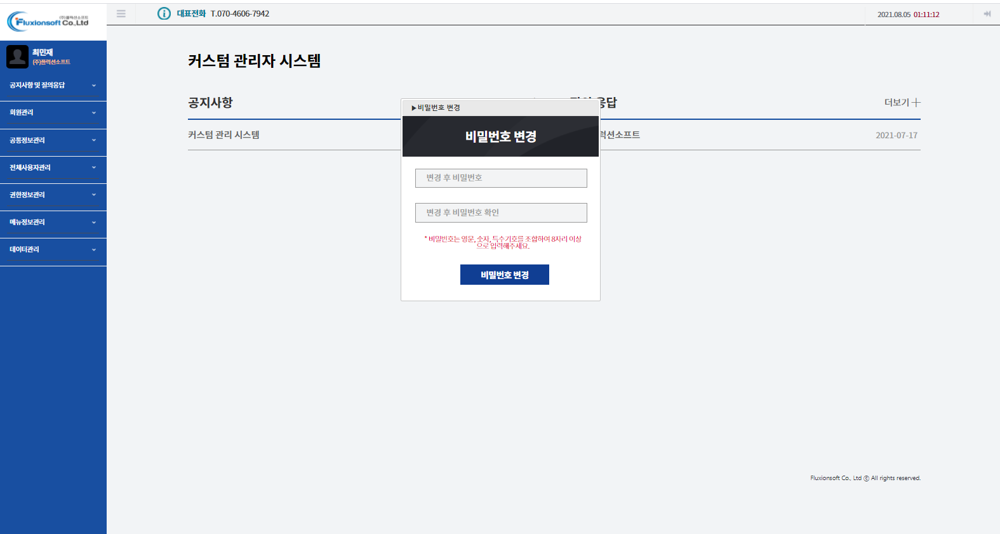 (주)플럭션소프트
Fluxionsoft Co.,Ltd
대표전화 T.070-4606-7942
2021.08.05 01:11:12
최민재
(주)플럭션소프트
공지사항 및 질의응답
회원관리
공통정보관리
전체사용자관리
권한정보관리
메뉴정보관리
데이터관리
커스텀 관리자 시스템
공지사항
커스텀 관리 시스템
응답
더보기
럭션소프트
2021-07-17
▶비밀번호 변경
비밀번호 변경
변경 후 비밀번호
변경 후 비밀번호 확인
* 비밀번호는 영문, 숫자, 특수기호를 조합하여 8자리 이상
으로 입력해주세요.
비밀번호 변경
Fluxionsoft Co., Ltd ⓒ All rights reserved.